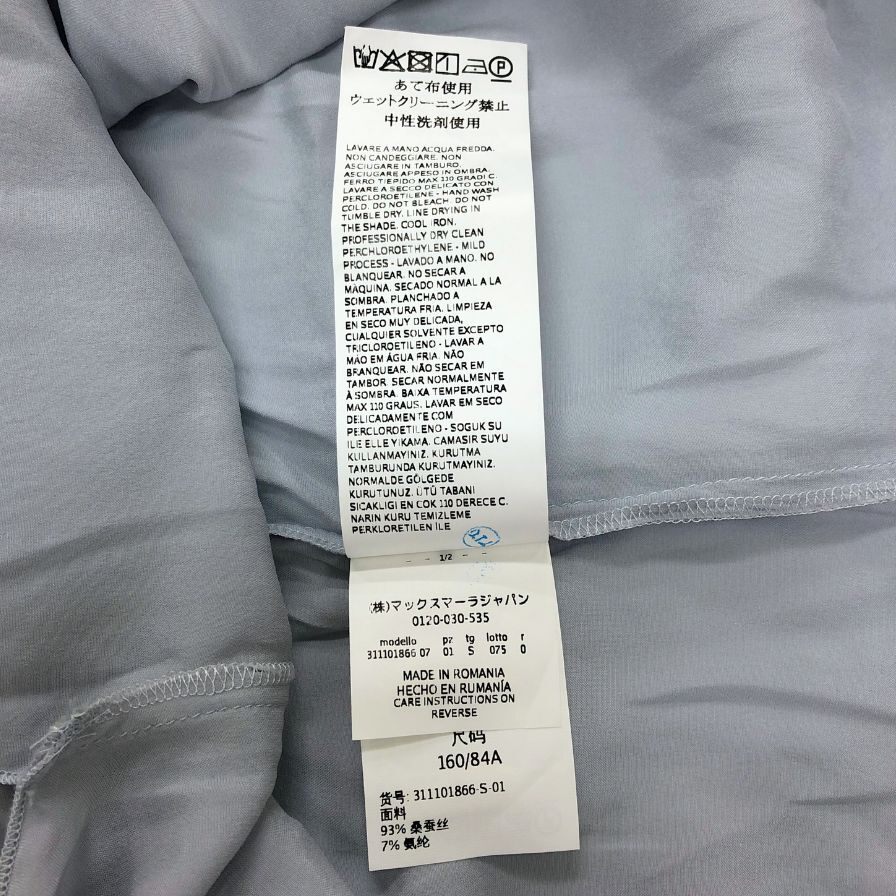 あて布使用
ウェットクリーニング禁止
中性洗剤使用
LAVARE A MANO ACQUA FREDDA.
NON CANDEGGIARE. NON
ASCIUGARE IN TAMBURO.
ASCIUGARE APPESO IN OMBRA.
FERRO TIEPIDO MAX 110 GRADI C.
LAVARE A SECCO DELICATO CON
PERCLOROETILENE - HAND WASH
COLD. DO NOT BLEACH. DO NOT
TUMBLE DRY. LINE DRYING IN
THE SHADE. COOL IRON.
PROFESSIONALLY DRY CLEAN
PERCHLOROETHYLENE - MILD
PROCESS - LAVADO A MANO. NO
BLANQUEAR. NO SECAR A
MÁQUINA. SECADO NORMAL A LA
SOMBRA. PLANCHADO A
TEMPERATURA FRIA. LIMPIEZA
EN SECO MUY DELICADA,
CUALQUIER SOLVENTE EXCEPTO
TRICLOROETILENO - LAVAR A
MÃO EM ÁGUA FRIA. NÃO
BRANQUEAR. NÃO SECAR EM
TAMBOR. SECAR NORMALMENTE
À SOMBRA. BAIXA TEMPERATURA
MAX 110 GRAUS. LAVAR EM SECO
DELICADAMENTE COM
PERCLOROETILENO - SOGUK SU
ILE ELLE YIKAMA. CAMASIR SUYU
KULLANMAYINIZ. KURUTMA
TAMBURUNDA KURUTMAYINIZ.
NORMALDE GÖLGEDE
KURUTUNUZ. ÜTÜ TABANI
SICAKLIGI EN COK 110 DERECE C.
NARIN KURU TEMIZLEME
PERKLORETILEN İLE
- - 1/2 - -
(株)マックスマーラジャパン
0120-030-535
modello pz tg lotto r
311101866 07 01 S 075 0
MADE IN ROMANIA
HECHO EN RUMANÍA
CARE INSTRUCTIONS ON
REVERSE
尺码
160/84A
货号: 311101866-S-01
面料
93% 桑蚕丝
7% 氨纶